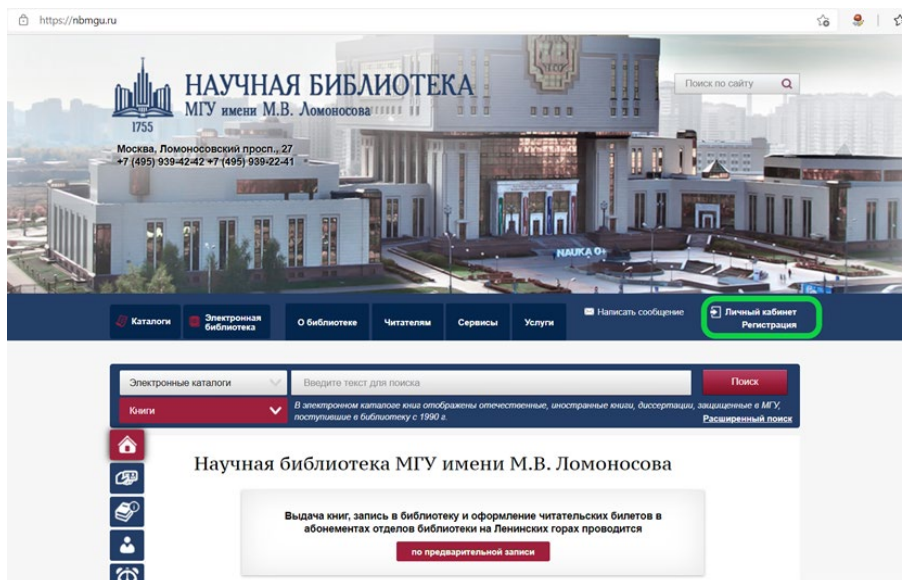 https://nbmgu.ru
НАУЧНАЯ БИБЛИОТЕКА
МГУ имени М.В. Ломоносова
1755
Поиск по сайту
Москва, Ломоносовский просп., 27
+7 (495) 939-42-42 +7 (495) 939-22-41
NAUKA 0+
Каталоги
Электронная
библиотека
О библиотеке
Читателям
Сервисы
Услуги
Написать сообщение
Личный кабинет
Регистрация
Электронные каталоги
Введите текст для поиска
Поиск
Книги
В электронном каталоге книг отображены отечественные, иностранные книги, диссертации, защищенные в МГУ,
поступившие в библиотеку с 1990 г.
Расширенный поиск
Научная библиотека МГУ имени М.В. Ломоносова
Выдача книг, запись в библиотеку и оформление читательских билетов в
абонементах отделов библиотеки на Ленинских горах проводится
по предварительной записи